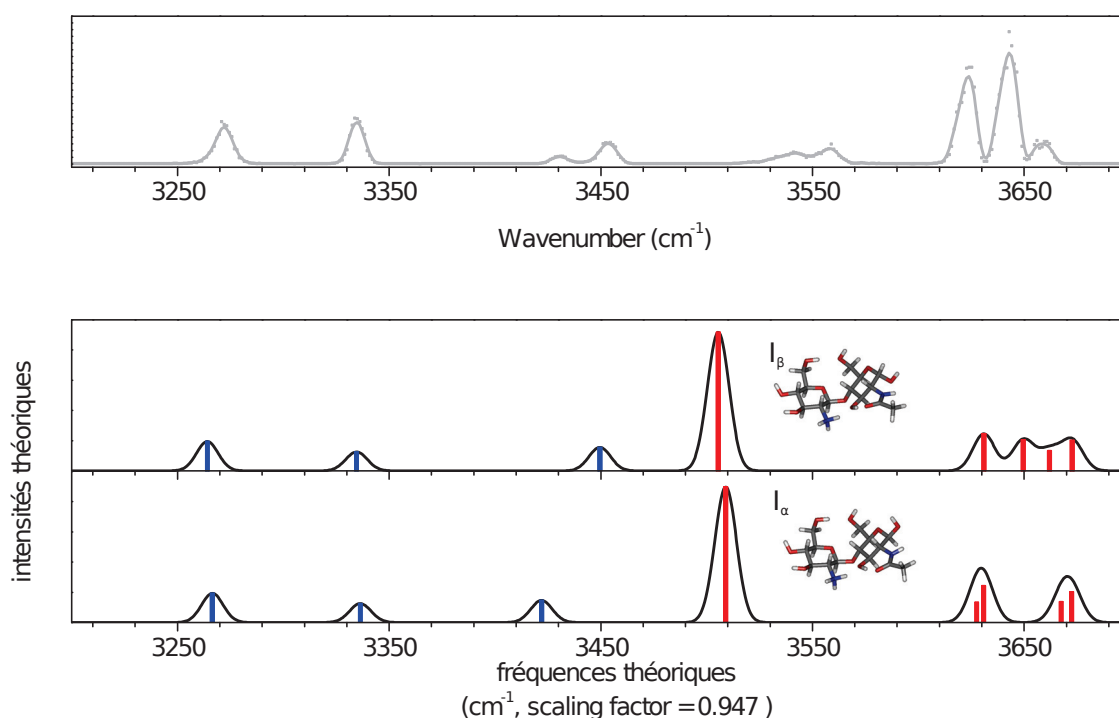 3250 3350 3450 3550 3650
Wavenumber (cm⁻¹)
intensités théoriques
Iβ
Iα
3250 3350 3450 3550 3650
fréquences théoriques
(cm⁻¹, scaling factor = 0.947 )